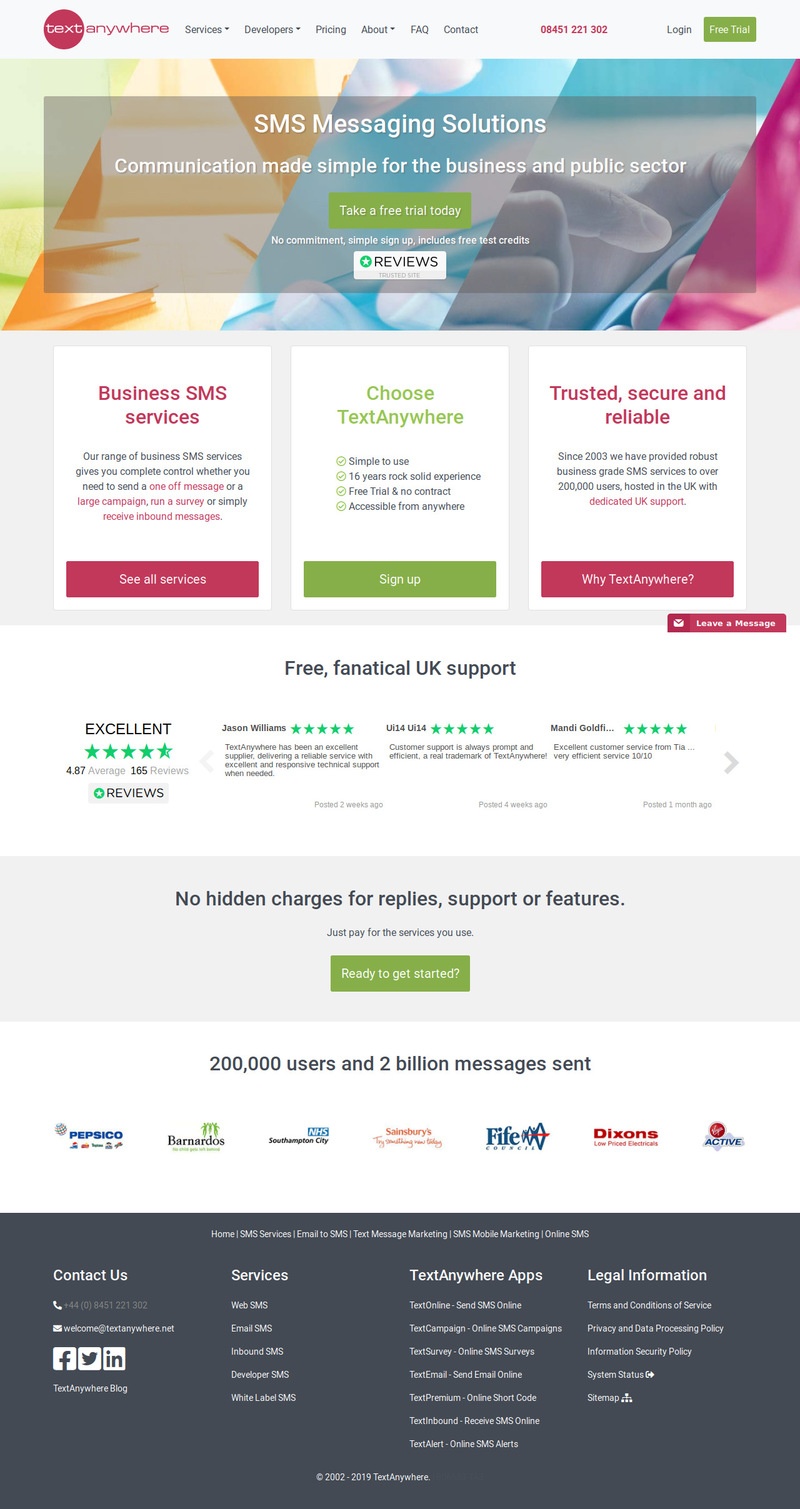 textanywhere Services Developers Pricing About FAQ Contact 08451 221 302 Login Free Trial
SMS Messaging Solutions
Communication made simple for the business and public sector
Take a free trial today
No commitment, simple sign up, includes free test credits
REVIEWS
TRUSTED SITE
Business SMS
services
Our range of business SMS services
gives you complete control whether you
need to send a one off message or a
large campaign, run a survey or simply
receive inbound messages.
See all services
Choose
TextAnywhere
Simple to use
16 years rock solid experience
Free Trial & no contract
Accessible from anywhere
Sign up
Trusted, secure and
reliable
Since 2003 we have provided robust
business grade SMS services to over
200,000 users, hosted in the UK with
dedicated UK support.
Why TextAnywhere?
Leave a Message
Free, fanatical UK support
EXCELLENT
4.87 Average 165 Reviews
REVIEWS
Jason Williams
TextAnywhere has been an excellent
supplier, delivering a reliable service with
excellent and responsive technical support
when needed.
Posted 2 weeks ago
Ui14 Ui14
Customer support is always prompt and
efficient, a real trademark of TextAnywhere!
Posted 4 weeks ago
Mandi Goldfi...
Excellent customer service from Tia ...
very efficient service 10/10
Posted 1 month ago
No hidden charges for replies, support or features.
Just pay for the services you use.
Ready to get started?
200,000 users and 2 billion messages sent
PEPSICO
Barnardos
No child gets left behind
NHS
Southampton City
Sainsbury's
Try something new today
Fife
COUNCIL
Dixons
Low Priced Electricals
Virgin
ACTIVE
Home | SMS Services | Email to SMS | Text Message Marketing | SMS Mobile Marketing | Online SMS
Contact Us
+44 (0) 8451 221 302
welcome@textanywhere.net
TextAnywhere Blog
Services
Web SMS
Email SMS
Inbound SMS
Developer SMS
White Label SMS
TextAnywhere Apps
TextOnline - Send SMS Online
TextCampaign - Online SMS Campaigns
TextSurvey - Online SMS Surveys
TextEmail - Send Email Online
TextPremium - Online Short Code
TextInbound - Receive SMS Online
TextAlert - Online SMS Alerts
Legal Information
Terms and Conditions of Service
Privacy and Data Processing Policy
Information Security Policy
System Status
Sitemap
© 2002 - 2019 TextAnywhere.